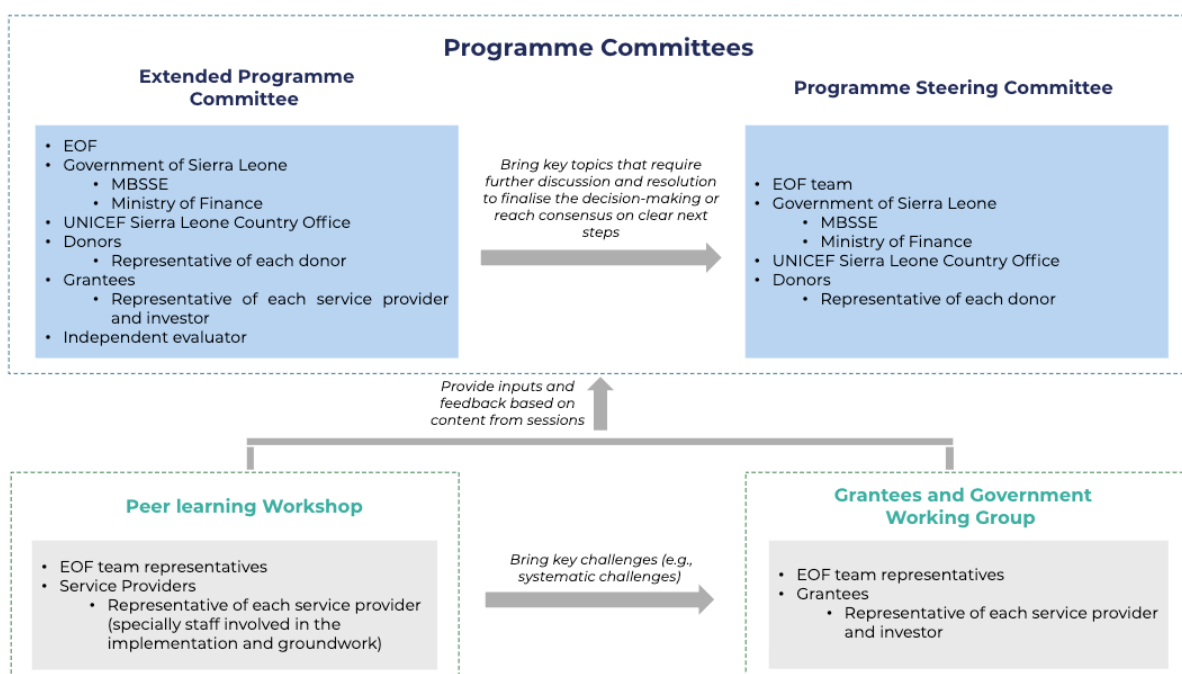 Programme Committees
Extended Programme
Committee
• EOF
• Government of Sierra Leone
• MBSSE
• Ministry of Finance
• UNICEF Sierra Leone Country Office
• Donors
• Representative of each donor
• Grantees
• Representative of each service provider
and investor
• Independent evaluator
Bring key topics that require
further discussion and resolution
to finalise the decision-making or
reach consensus on clear next
steps
Programme Steering Committee
• EOF team
• Government of Sierra Leone
• MBSSE
• Ministry of Finance
• UNICEF Sierra Leone Country Office
• Donors
• Representative of each donor
Provide inputs and
feedback based on
content from sessions
Peer learning Workshop
• EOF team representatives
• Service Providers
• Representative of each service provider
(specially staff involved in the
implementation and groundwork)
Bring key challenges (e.g.,
systematic challenges)
Grantees and Government
Working Group
• EOF team representatives
• Grantees
• Representative of each service provider
and investor